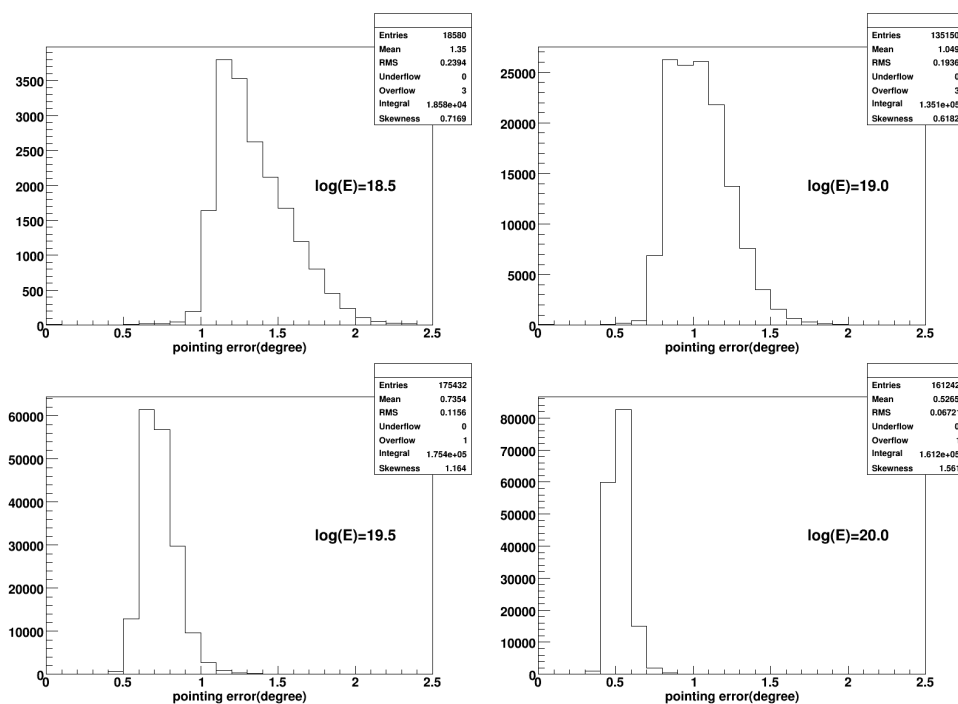 Entries 18580
Mean 1.35
RMS 0.2394
Underflow 0
Overflow 3
Integral 1.858e+04
Skewness 0.7169
3500
3000
2500
2000
1500
1000
500
0
log(E)=18.5
0 0.5 1 1.5 2 2.5
pointing error(degree)
Entries 135150
Mean 1.049
RMS 0.1936
Underflow 0
Overflow 3
Integral 1.351e+05
Skewness 0.6182
25000
20000
15000
10000
5000
0
log(E)=19.0
0 0.5 1 1.5 2 2.5
pointing error(degree)
Entries 175432
Mean 0.7354
RMS 0.1156
Underflow 0
Overflow 1
Integral 1.754e+05
Skewness 1.164
60000
50000
40000
30000
20000
10000
0
log(E)=19.5
0 0.5 1 1.5 2 2.5
pointing error(degree)
Entries 161242
Mean 0.5265
RMS 0.06721
Underflow 0
Overflow 1
Integral 1.612e+05
Skewness 1.561
80000
70000
60000
50000
40000
30000
20000
10000
0
log(E)=20.0
0 0.5 1 1.5 2 2.5
pointing error(degree)